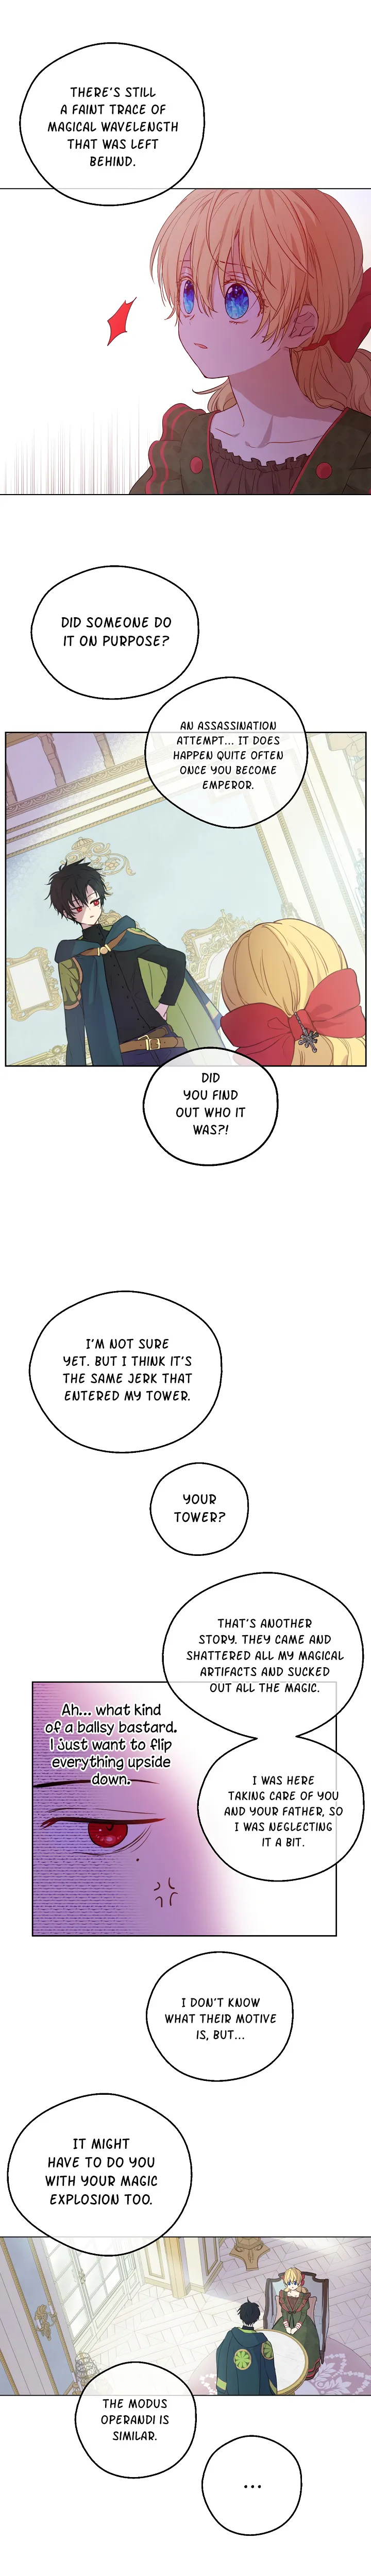 THERE'S STILL
A FAINT TRACE OF
MAGICAL WAVELENGTH
THAT WAS LEFT
BEHIND.
DID SOMEONE DO
IT ON PURPOSE?
AN ASSASSINATION
ATTEMPT... IT DOES
HAPPEN QUITE OFTEN
ONCE YOU BECOME
EMPEROR.
DID
YOU FIND
OUT WHO IT
WAS?!
I'M NOT SURE
YET. BUT I THINK IT'S
THE SAME JERK THAT
ENTERED MY TOWER.
YOUR
TOWER?
THAT'S ANOTHER
STORY. THEY CAME AND
SHATTERED ALL MY MAGICAL
ARTIFACTS AND SUCKED
OUT ALL THE MAGIC.
Ah... what kind
of a ballsy bastard.
I just want to flip
everything upside
down.
I WAS HERE
TAKING CARE OF YOU
AND YOUR FATHER, SO
I WAS NEGLECTING
IT A BIT.
I DON'T KNOW
WHAT THEIR MOTIVE
IS, BUT...
IT MIGHT
HAVE TO DO YOU
WITH YOUR MAGIC
EXPLOSION TOO.
THE MODUS
OPERANDI IS
SIMILAR.
...